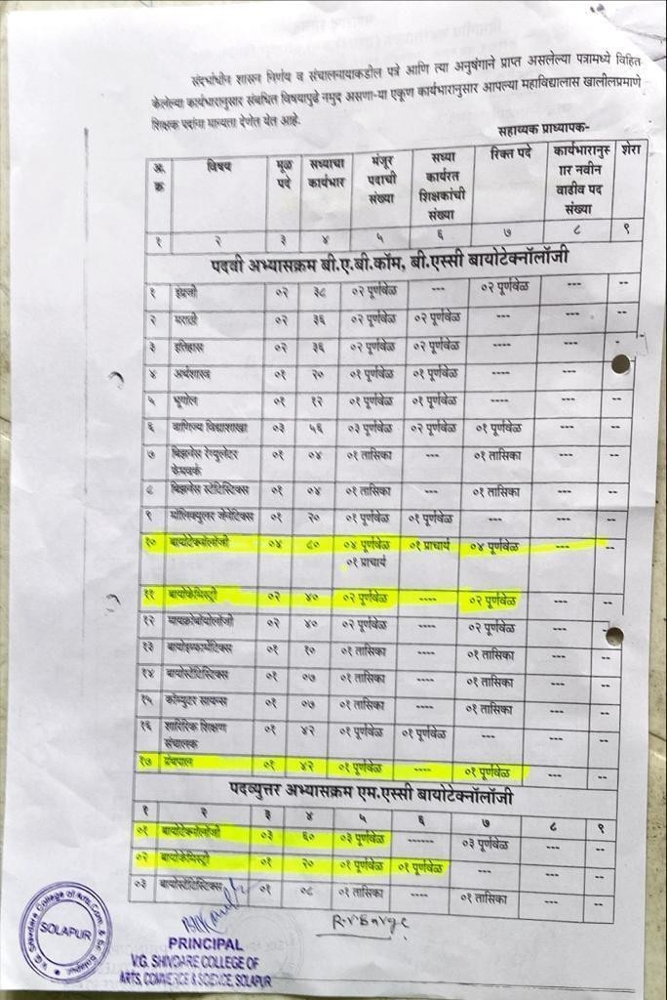 संदर्भाधीन शासन निर्णय व संचालनायाकडील पत्रे आणि त्या अनुषंगाने प्राप्त असलेल्या पत्रामध्ये विहित
केलेल्या कार्यभारानुसार संबधित विषयापुढे नमुद असणा-या एकूण कार्यभारानुसार आपल्या महाविद्यालास खालीलप्रमाणे
शिक्षक पदांना मान्यता देणेत येत आहे.
सहाय्यक प्राध्यापक-
अ. क्र विषय मूळ पदे सध्याचा कार्यभार मंजूर पदाची संख्या सध्या कार्यरत शिक्षकांची संख्या रिक्त पदे कार्यभारानुसार नवीन वाढीव पद संख्या शेरा
१ २ ३ ४ ५ ६ ७ ८ ९
पदवी अभ्यासक्रम बी.ए.बी.कॉम, बी.एस्सी बायोटेक्नॉलॉजी
१ इंग्रजी ०२ ३८ ०२ पूर्णवेळ --- ०२ पूर्णवेळ --- --
२ मराठी ०२ ३६ ०२ पूर्णवेळ ०२ पूर्णवेळ --- --- --
३ इतिहास ०२ ३६ ०२ पूर्णवेळ ०२ पूर्णवेळ ---- --- -
४ अर्थशास्त्र ०१ २० ०१ पूर्णवेळ ०१ पूर्णवेळ ---- ---
५ भूगोल ०१ १२ ०१ पूर्णवेळ ०१ पूर्णवेळ ---- --- --
६ वाणिज्य विद्याशाखा ०३ ५६ ०३ पूर्णवेळ ०२ पूर्णवेळ ०१ पूर्णवेळ --- --
७ बिझनेस रेग्युलेटर फ्रेमवर्क ०१ ०४ ०१ तासिका --- ०१ तासिका --- --
८ बिझनेस स्टॅटिस्टिक्स ०१ ०४ ०१ तासिका --- ०१ तासिका --- --
९ मॉलिक्युलर जेनेटिक्स ०१ २० ०१ पूर्णवेळ ०१ पूर्णवेळ ---- --- --
१० बायोटेक्नॉलॉजी ०४ ८० ०४ पूर्णवेळ ०१ प्राचार्य ०४ पूर्णवेळ --- --
०१ प्राचार्य
११ बायोकेमिस्ट्री ०२ ४० ०२ पूर्णवेळ ---- ०२ पूर्णवेळ --- --
१२ मायक्रोबायोलॉजी ०२ ४० ०२ पूर्णवेळ --- ०२ पूर्णवेळ ---
१३ बायोइन्फार्मेटिक्स ०१ १० ०१ तासिका --- ०१ तासिका --- --
१४ बायोस्टॅटिस्टिक्स ०१ ०७ ०१ तासिका --- ०१ तासिका --- --
१५ कॉम्प्युटर सायन्स ०१ ०७ ०१ तासिका --- ०१ तासिका --- --
१६ शारिरिक शिक्षण संचालक ०१ ४२ ०१ पूर्णवेळ ०१ पूर्णवेळ --- --- --
१७ ग्रंथपाल ०१ ४२ ०१ पूर्णवेळ ---- ०१ पूर्णवेळ --- --
पदव्युत्तर अभ्यासक्रम एम.एस्सी बायोटेक्नॉलॉजी
१ २ ३ ४ ५ ६ ७ ८ ९
०१ बायोटेक्नॉलॉजी ०३ ६० ०३ पूर्णवेळ ------ ०३ पूर्णवेळ --- --
०२ बायोकेमिस्ट्री ०१ २० ०१ पूर्णवेळ ०१ पूर्णवेळ --- --- --
०३ बायोस्टॅटिस्टिक्स ०१ ०८ ०१ तासिका ---- ०१ तासिका --- --
R.V Barge
PRINCIPAL
V.G. SHIVDARE COLLEGE OF
ARTS, COMMERCE & SCIENCE, SOLAPUR
V.G. Shivdare College of Arts, Com. & Sc. Solapur
SOLAPUR